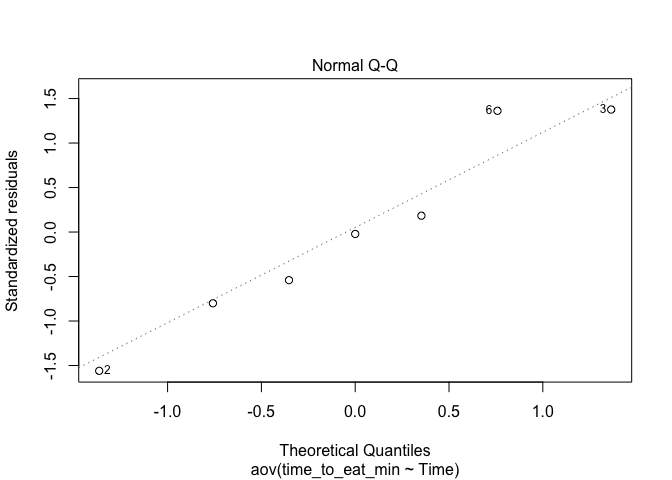 Normal Q-Q
Standardized residuals
1.5
1.0
0.5
0.0
-0.5
-1.0
-1.5
6
3
2
-1.0 -0.5 0.0 0.5 1.0
Theoretical Quantiles
aov(time_to_eat_min ~ Time)